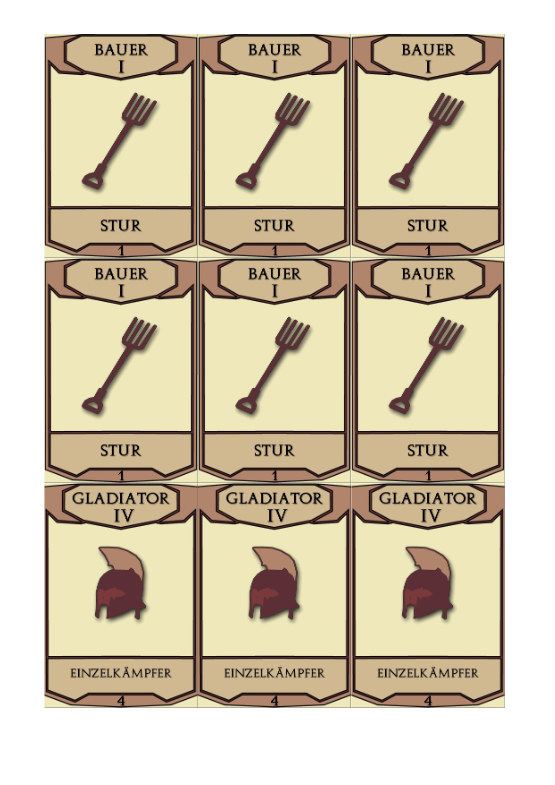 BAUER
I
STUR
1
BAUER
I
STUR
1
BAUER
I
STUR
1
BAUER
I
STUR
1
BAUER
I
STUR
1
BAUER
I
STUR
1
GLADIATOR
IV
EINZELKÄMPFER
4
GLADIATOR
IV
EINZELKÄMPFER
4
GLADIATOR
IV
EINZELKÄMPFER
4